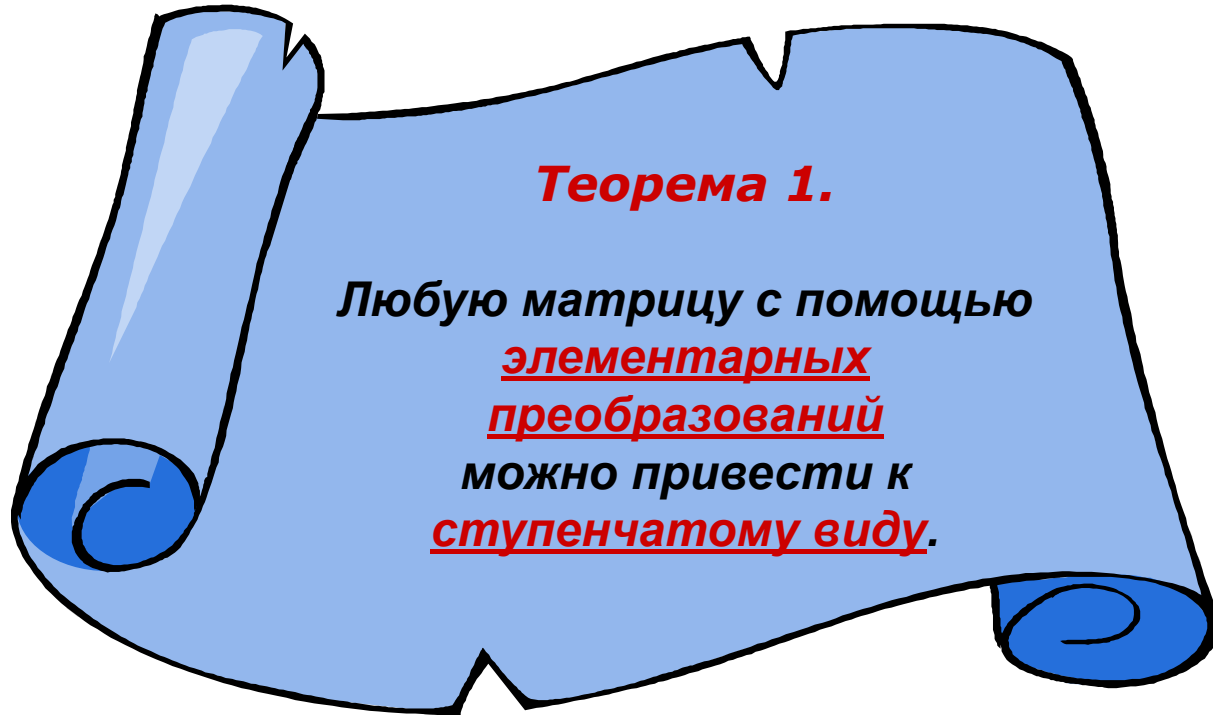 Теорема 1.
Любую матрицу с помощью
элементарных
преобразований
можно привести к
ступенчатому виду.